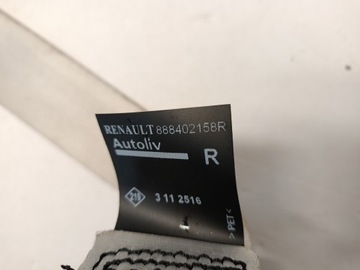 RENAULT 888402158R
Autoliv
R
3 11 2516
> PET <